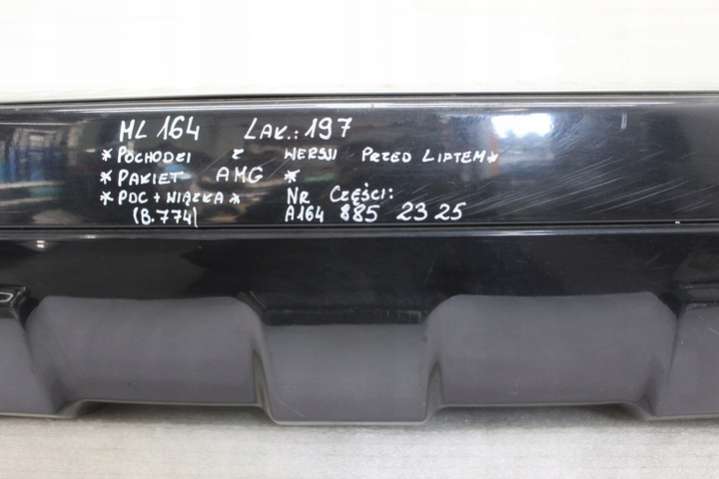 ML 164 LAK.: 197
* POCHODZI Z WERSJI PRZED LIFTEM *
* PAKIET AMG *
* PDC + WIĄZKA * NR CZĘŚCI:
(B.774) A164 885 23 25